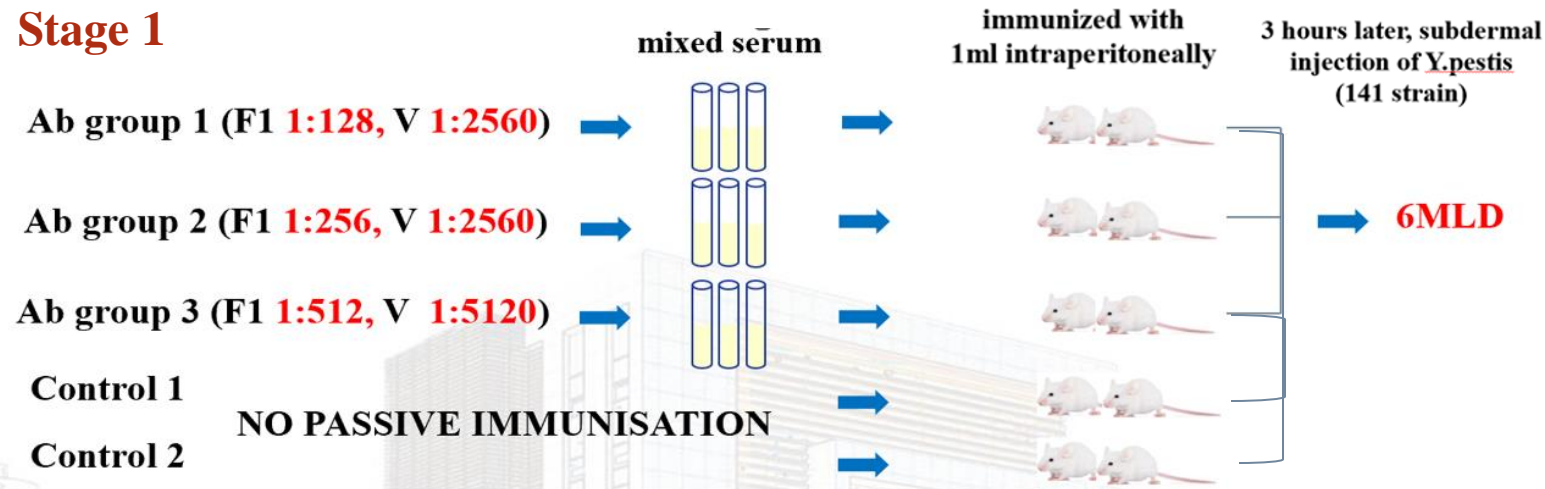 Stage 1
mixed serum
immunized with
1ml intraperitoneally
3 hours later, subdermal
injection of Y.pestis
(141 strain)
Ab group 1 (F1 1:128, V 1:2560)
Ab group 2 (F1 1:256, V 1:2560)
6MLD
Ab group 3 (F1 1:512, V 1:5120)
Control 1
NO PASSIVE IMMUNISATION
Control 2